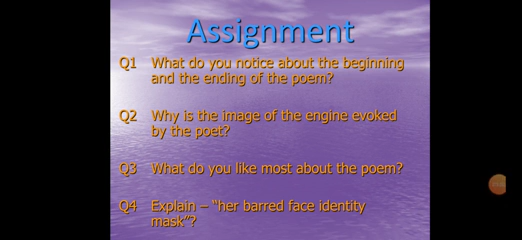 Assignment
Q1 What do you notice about the beginning
and the ending of the poem?
Q2 Why is the image of the engine evoked
by the poet?
Q3 What do you like most about the poem?
Q4 Explain – "her barred face identity
mask"?